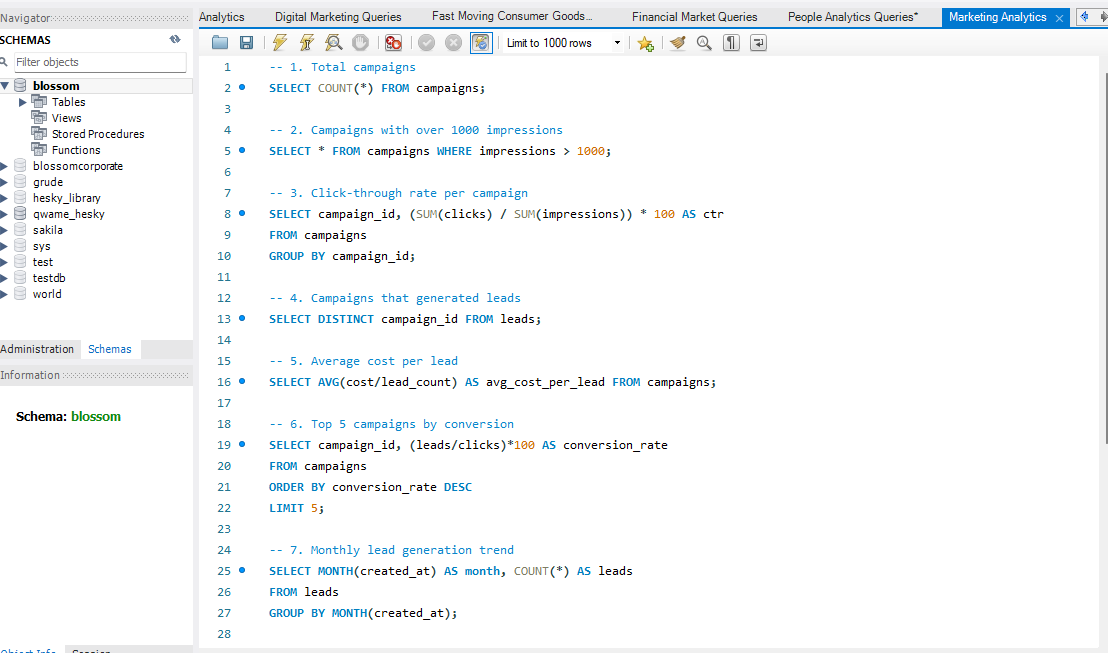 Navigator
SCHEMAS
Filter objects
blossom
Tables
Views
Stored Procedures
Functions
blossomcorporate
grude
hesky_library
qwame_hesky
sakila
sys
test
testdb
world
Administration Schemas
Information
Schema: blossom
Analytics Digital Marketing Queries Fast Moving Consumer Goods... Financial Market Queries People Analytics Queries* Marketing Analytics
Limit to 1000 rows
1 -- 1. Total campaigns
2 SELECT COUNT(*) FROM campaigns;
3
4 -- 2. Campaigns with over 1000 impressions
5 SELECT * FROM campaigns WHERE impressions > 1000;
6
7 -- 3. Click-through rate per campaign
8 SELECT campaign_id, (SUM(clicks) / SUM(impressions)) * 100 AS ctr
9 FROM campaigns
10 GROUP BY campaign_id;
11
12 -- 4. Campaigns that generated leads
13 SELECT DISTINCT campaign_id FROM leads;
14
15 -- 5. Average cost per lead
16 SELECT AVG(cost/lead_count) AS avg_cost_per_lead FROM campaigns;
17
18 -- 6. Top 5 campaigns by conversion
19 SELECT campaign_id, (leads/clicks)*100 AS conversion_rate
20 FROM campaigns
21 ORDER BY conversion_rate DESC
22 LIMIT 5;
23
24 -- 7. Monthly lead generation trend
25 SELECT MONTH(created_at) AS month, COUNT(*) AS leads
26 FROM leads
27 GROUP BY MONTH(created_at);
28